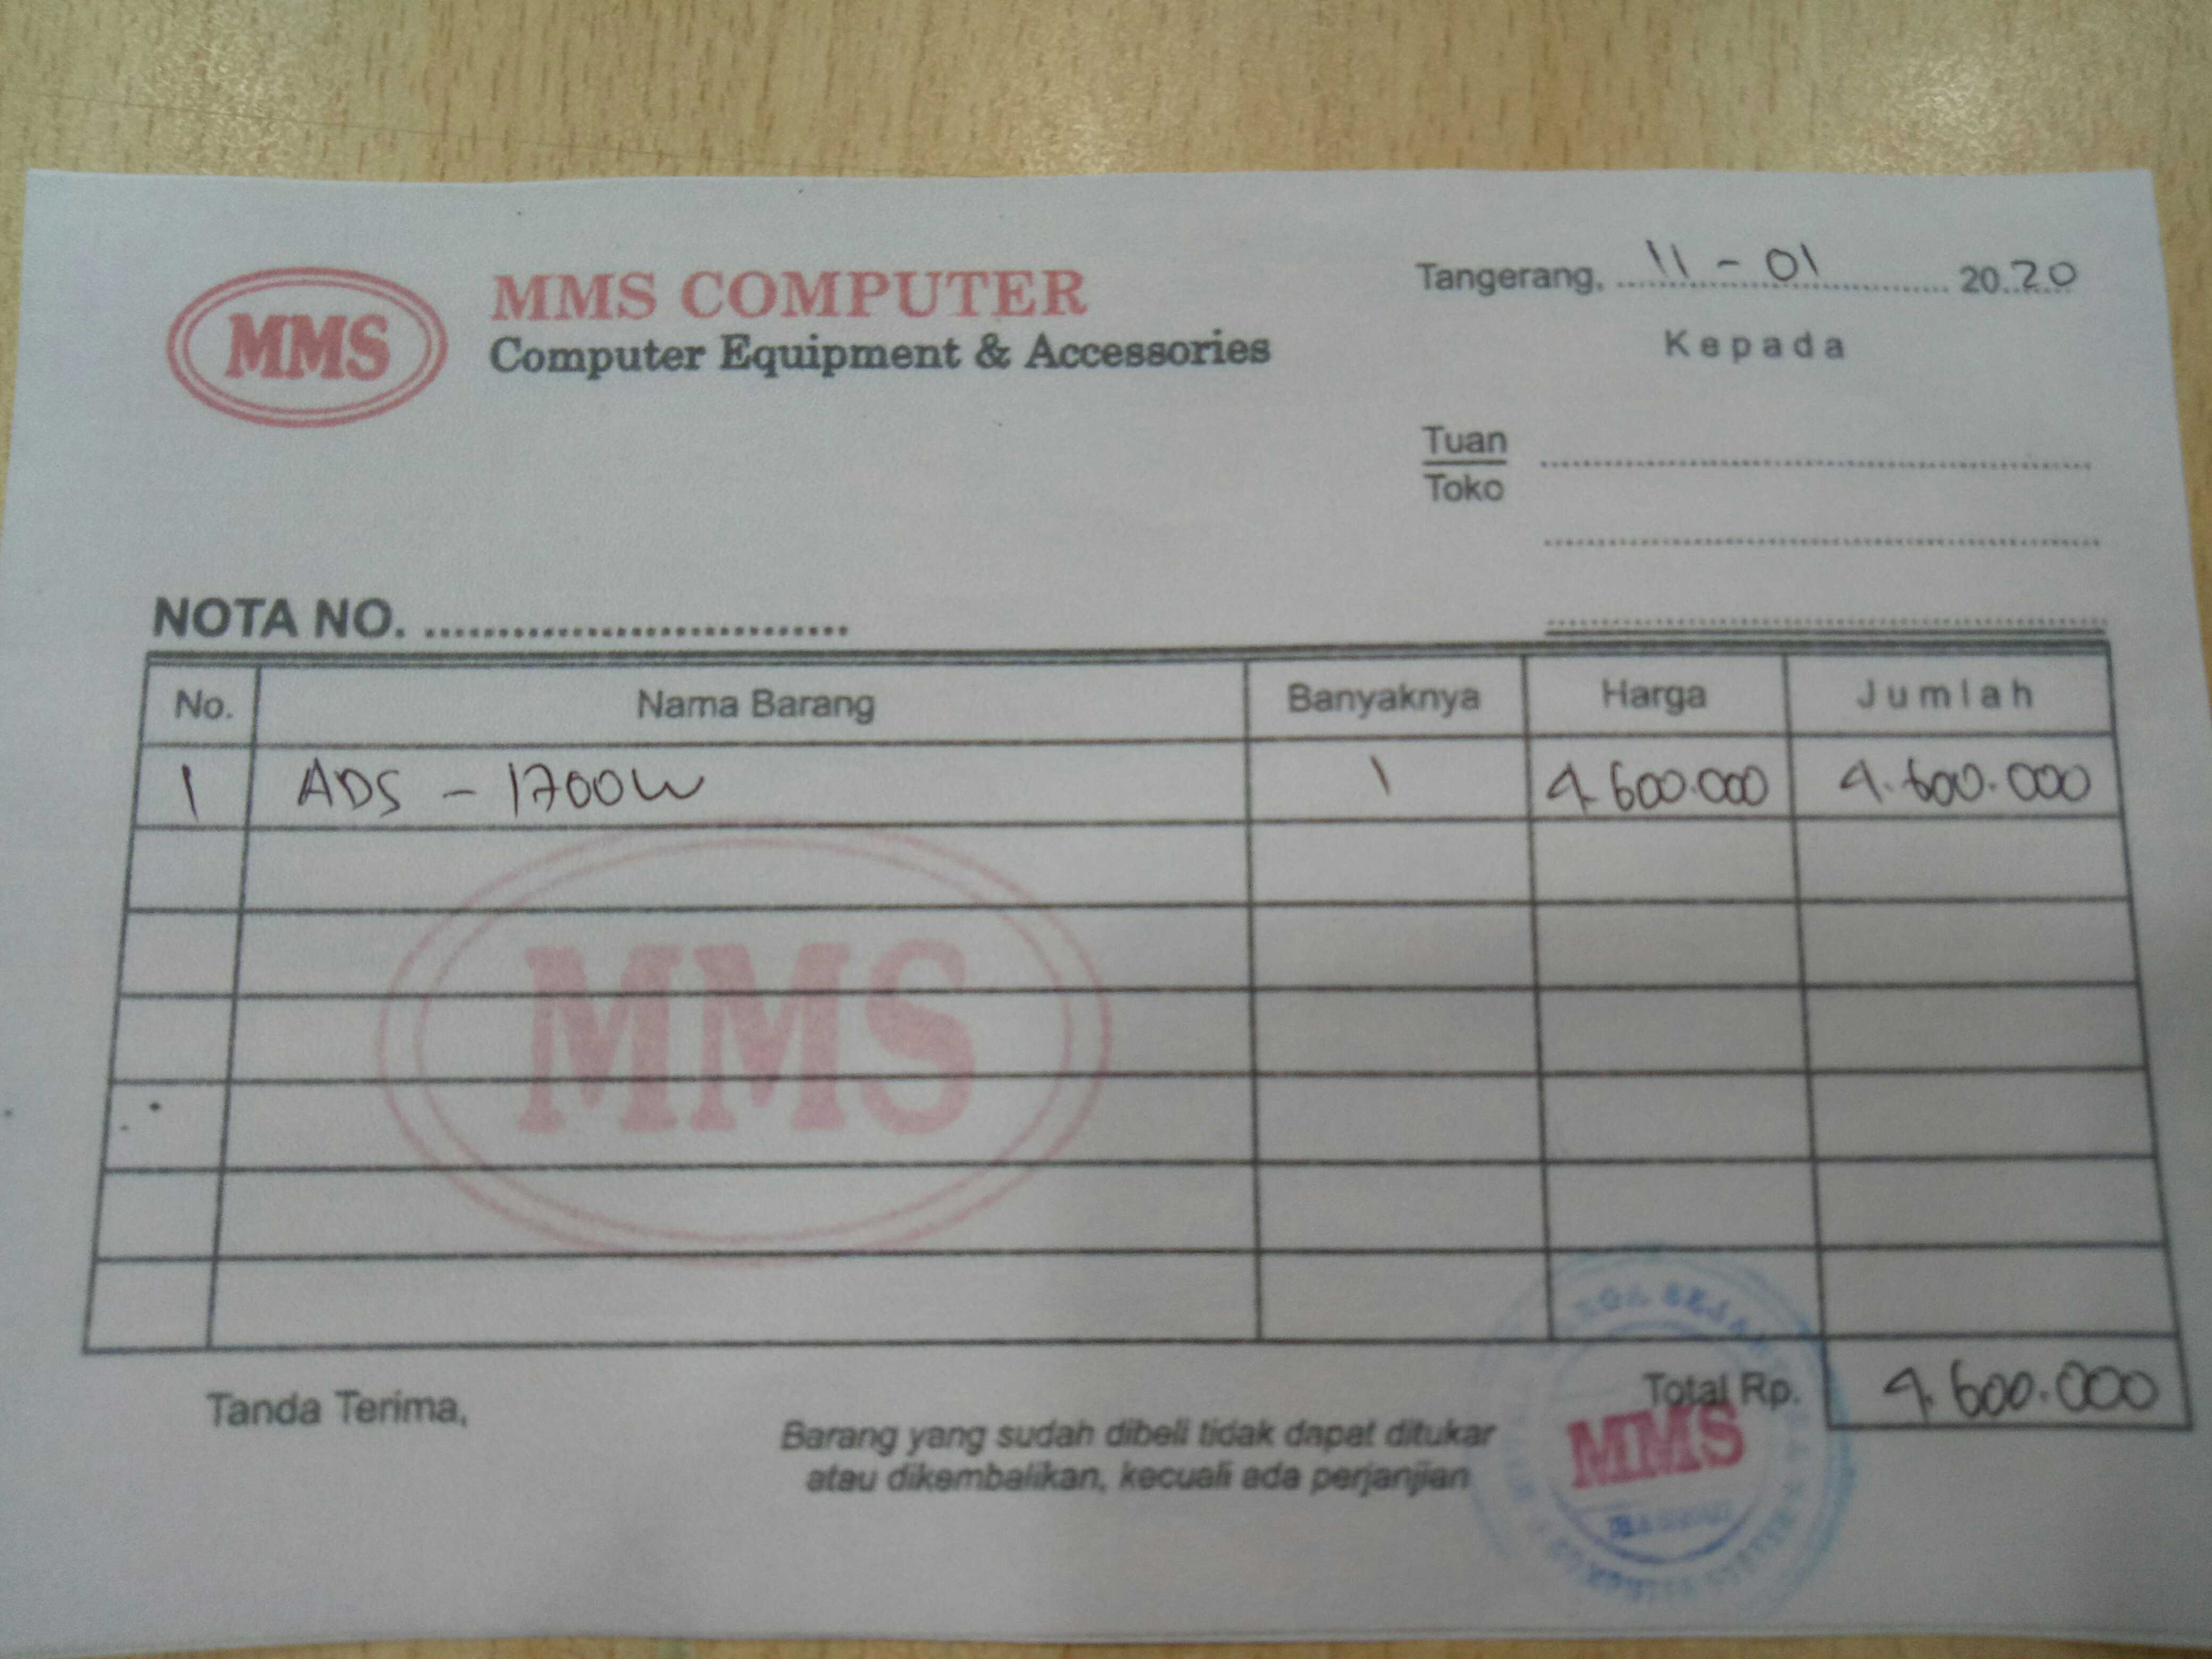 MMS
MMS COMPUTER
Computer Equipment & Accessories
Tangerang, 11 - 01 2020
Kepada
Tuan
Toko
NOTA NO.
No. Nama Barang Banyaknya Harga Jumlah
1 ADS - 1700W 1 4.600.000 4.600.000
MMS
Total Rp. 4.600.000
Tanda Terima,
Barang yang sudah dibeli tidak dapat ditukar
atau dikembalikan, kecuali ada perjanjian
MMS